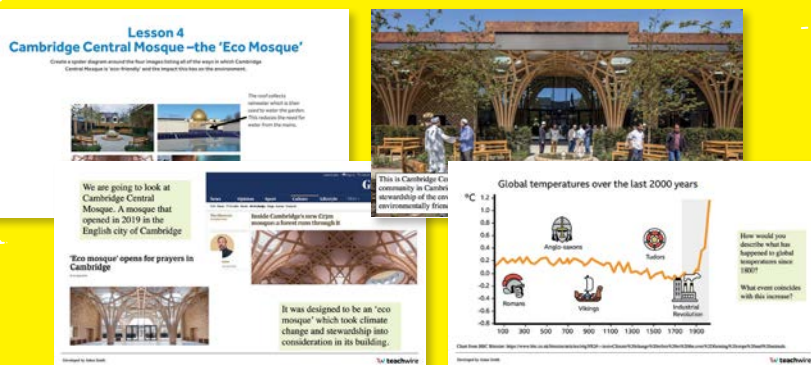 Lesson 4
Cambridge Central Mosque –the ‘Eco Mosque’
Create a spider diagram around the four images listing all of the ways in which Cambridge
Central Mosque is ‘eco-friendly’ and the impact this has on the environment.
The roof collects
rainwater which is then
used to water the garden.
This reduces the need for
water from the mains.
This is Cambridge Ce
community in Cambri
stewardship of the env
environmentally frien
We are going to look at
Cambridge Central
Mosque. A mosque that
opened in 2019 in the
English city of Cambridge
'Eco mosque' opens for prayers in
Cambridge
G
News
Opinion
Sport
Culture
Lifestyle
Inside Cambridge's new £23m
mosque: a forest runs through it
It was designed to be an ‘eco
mosque’ which took climate
change and stewardship into
consideration in its building.
teachwire
Global temperatures over the last 2000 years
°C
1.2
1.0
0.8
0.6
0.4
0.2
0
-0.2
-0.4
-0.6
-0.8
Anglo-saxons
Tudors
Romans
Vikings
Industrial
Revolution
100 300 500 700 900 1100 1300 1500 1700 1900
How would you
describe what has
happened to global
temperatures since
1800?
What event coincides
with this increase?
teachwire